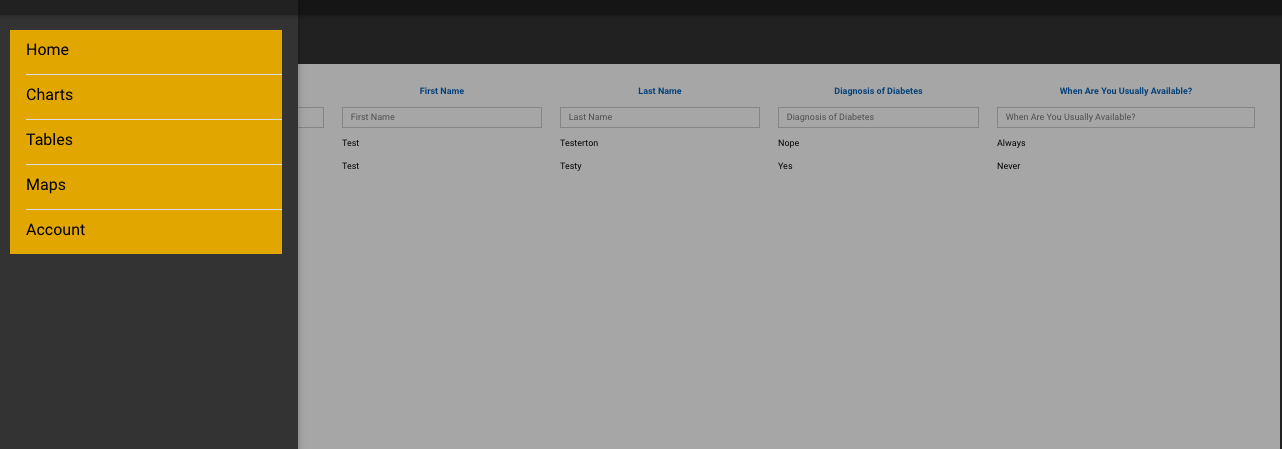 Home
Charts
Tables
Maps
Account
First Name Last Name Diagnosis of Diabetes When Are You Usually Available?
First Name Last Name Diagnosis of Diabetes When Are You Usually Available?
Test Testerton Nope Always
Test Testy Yes Never